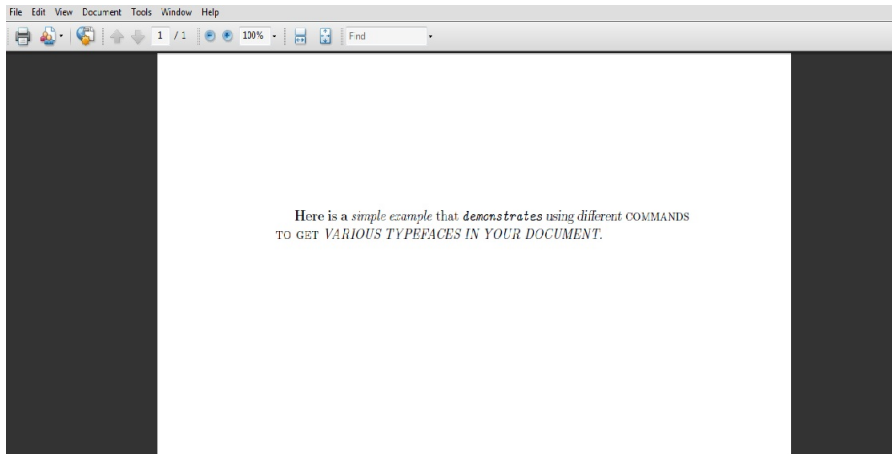 File Edit View Document Tools Window Help
1 / 1 100% Find
Here is a simple example that demonstrates using different COMMANDS
TO GET VARIOUS TYPEFACES IN YOUR DOCUMENT.